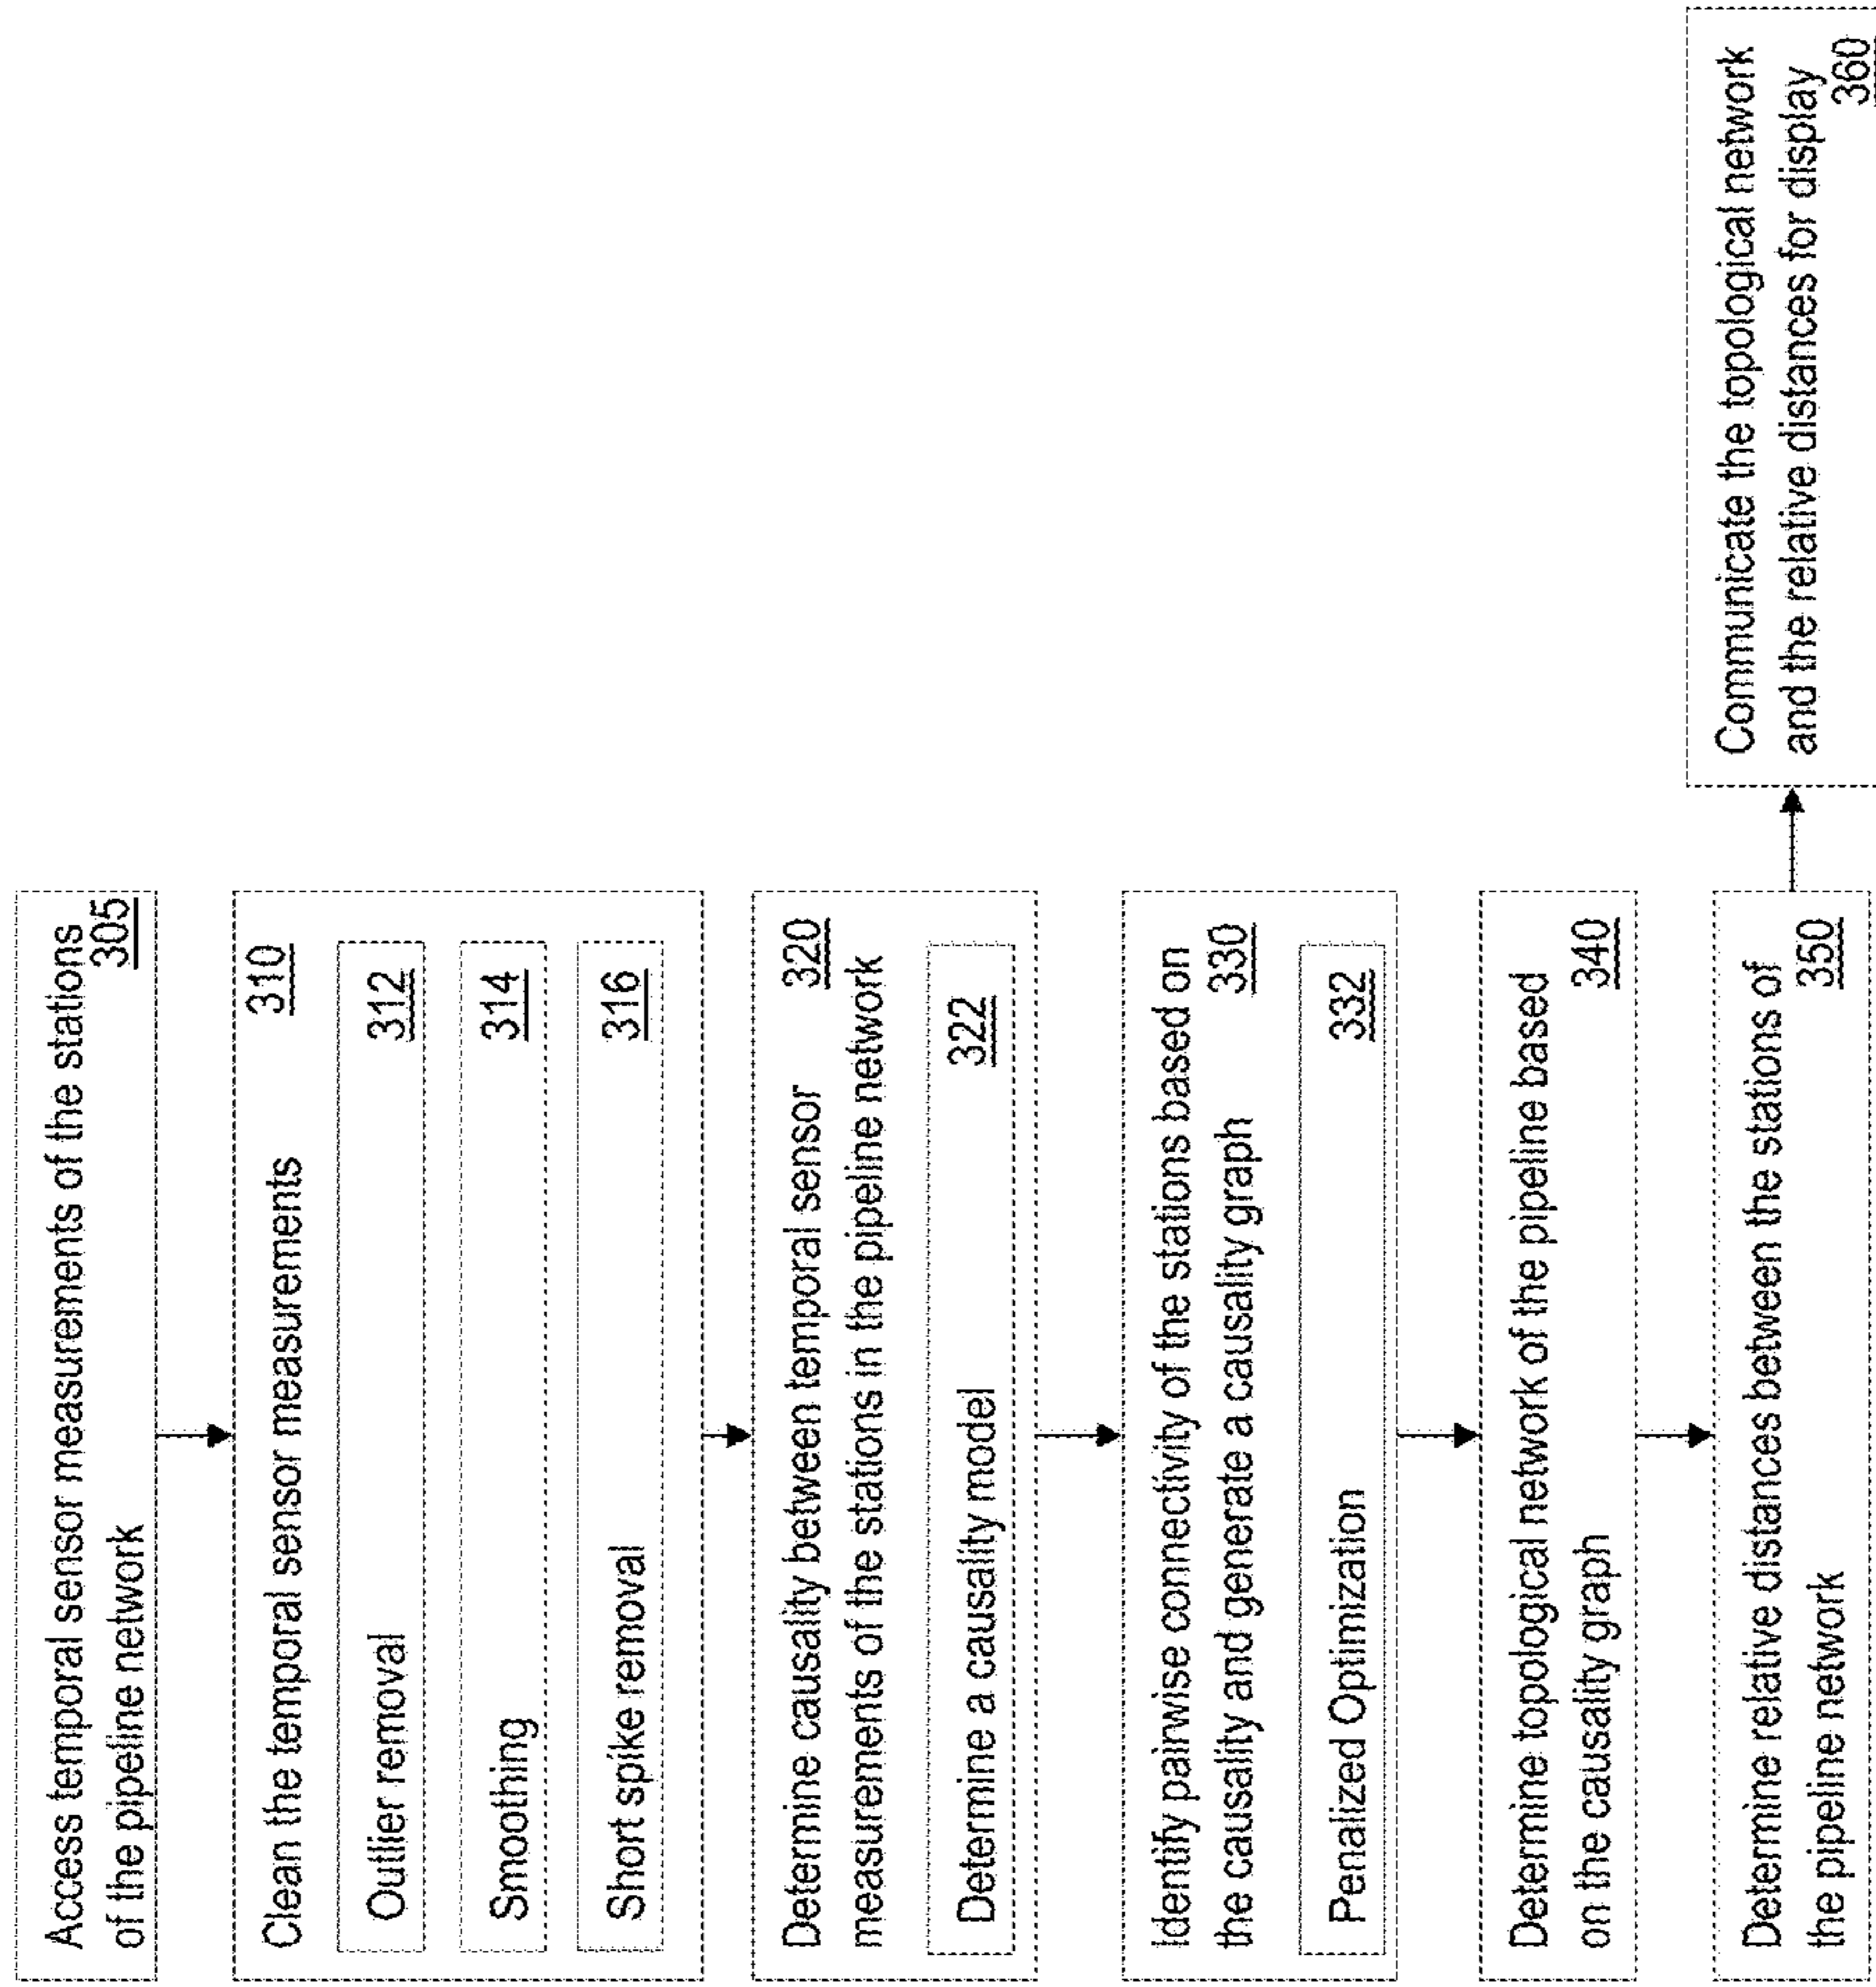 Access temporal sensor measurements of the stations
of the pipeline network
305
Clean the temporal sensor measurements
310
Outlier removal
312
Smoothing
314
Short spike removal
316
Determine causality between temporal sensor
320
measurements of the stations in the pipeline network
Determine a causality model
322
Identify pairwise connectivity of the stations based on
the causality and generate a causality graph
330
Penalized Optimization
332
Determine topological network of the pipeline based
on the causality graph
340
Determine relative distances between the stations of
the pipeline network
350
Communicate the topological network
and the relative distances for display
360